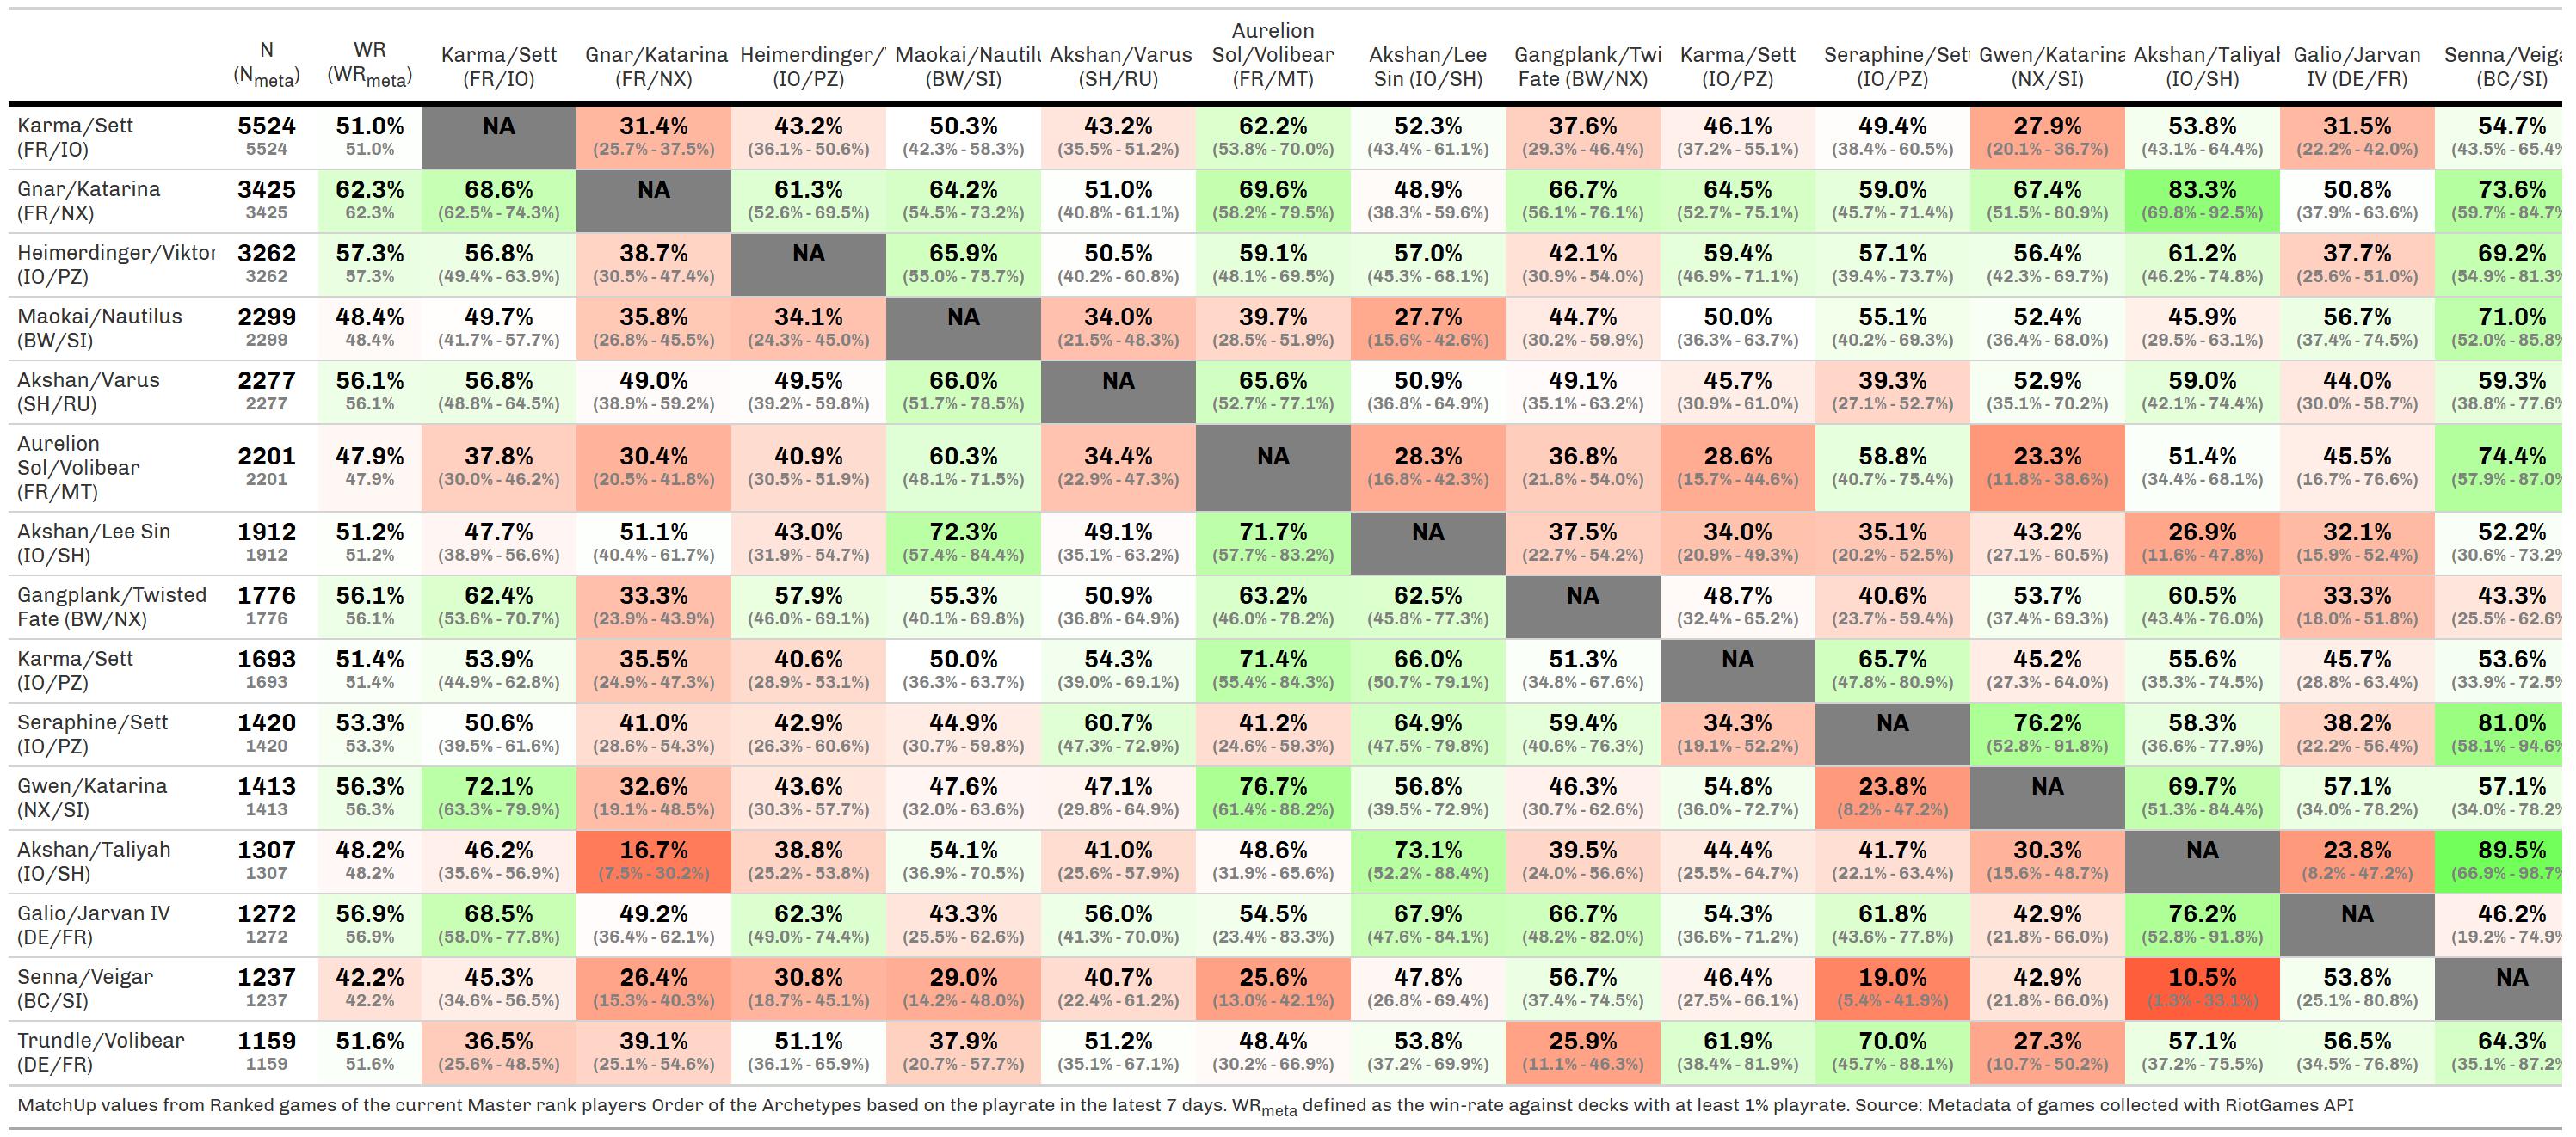 Aurelion
N WR Karma/Sett Gnar/Katarina Heimerdinger/ Maokai/Nautilu Akshan/Varus Sol/Volibear Akshan/Lee Gangplank/Twi Karma/Sett Seraphine/Set Gwen/Katarina Akshan/Taliyah Galio/Jarvan Senna/Veiga
(Nmeta) (WRmeta) (FR/IO) (FR/NX) (IO/PZ) (BW/SI) (SH/RU) (FR/MT) Sin (IO/SH) Fate (BW/NX) (IO/PZ) (IO/PZ) (NX/SI) (IO/SH) IV (DE/FR) (BC/SI)
Karma/Sett 5524 51.0% NA 31.4% 43.2% 50.3% 43.2% 62.2% 52.3% 37.6% 46.1% 49.4% 27.9% 53.8% 31.5% 54.7%
(FR/IO) 5524 51.0% (25.7% - 37.5%) (36.1% - 50.6%) (42.3% - 58.3%) (35.5% - 51.2%) (53.8% - 70.0%) (43.4% - 61.1%) (29.3% - 46.4%) (37.2% - 55.1%) (38.4% - 60.5%) (20.1% - 36.7%) (43.1% - 64.4%) (22.2% - 42.0%) (43.5% - 65.4%
Gnar/Katarina 3425 62.3% 68.6% NA 61.3% 64.2% 51.0% 69.6% 48.9% 66.7% 64.5% 59.0% 67.4% 83.3% 50.8% 73.6%
(FR/NX) 3425 62.3% (62.5% - 74.3%) (52.6% - 69.5%) (54.5% - 73.2%) (40.8% - 61.1%) (58.2% - 79.5%) (38.3% - 59.6%) (56.1% - 76.1%) (52.7% - 75.1%) (45.7% - 71.4%) (51.5% - 80.9%) (69.8% - 92.5%) (37.9% - 63.6%) (59.7% - 84.7%
Heimerdinger/Viktor 3262 57.3% 56.8% 38.7% NA 65.9% 50.5% 59.1% 57.0% 42.1% 59.4% 57.1% 56.4% 61.2% 37.7% 69.2%
(IO/PZ) 3262 57.3% (49.4% - 63.9%) (30.5% - 47.4%) (55.0% - 75.7%) (40.2% - 60.8%) (48.1% - 69.5%) (45.3% - 68.1%) (30.9% - 54.0%) (46.9% - 71.1%) (39.4% - 73.7%) (42.3% - 69.7%) (46.2% - 74.8%) (25.6% - 51.0%) (54.9% - 81.3%
Maokai/Nautilus 2299 48.4% 49.7% 35.8% 34.1% NA 34.0% 39.7% 27.7% 44.7% 50.0% 55.1% 52.4% 45.9% 56.7% 71.0%
(BW/SI) 2299 48.4% (41.7% - 57.7%) (26.8% - 45.5%) (24.3% - 45.0%) (21.5% - 48.3%) (28.5% - 51.9%) (15.6% - 42.6%) (30.2% - 59.9%) (36.3% - 63.7%) (40.2% - 69.3%) (36.4% - 68.0%) (29.5% - 63.1%) (37.4% - 74.5%) (52.0% - 85.8%
Akshan/Varus 2277 56.1% 56.8% 49.0% 49.5% 66.0% NA 65.6% 50.9% 49.1% 45.7% 39.3% 52.9% 59.0% 44.0% 59.3%
(SH/RU) 2277 56.1% (48.8% - 64.5%) (38.9% - 59.2%) (39.2% - 59.8%) (51.7% - 78.5%) (52.7% - 77.1%) (36.8% - 64.9%) (35.1% - 63.2%) (30.9% - 61.0%) (27.1% - 52.7%) (35.1% - 70.2%) (42.1% - 74.4%) (30.0% - 58.7%) (38.8% - 77.6%
Aurelion
Sol/Volibear 2201 47.9% 37.8% 30.4% 40.9% 60.3% 34.4% NA 28.3% 36.8% 28.6% 58.8% 23.3% 51.4% 45.5% 74.4%
(FR/MT) 2201 47.9% (30.0% - 46.2%) (20.5% - 41.8%) (30.5% - 51.9%) (48.1% - 71.5%) (22.9% - 47.3%) (16.8% - 42.3%) (21.8% - 54.0%) (15.7% - 44.6%) (40.7% - 75.4%) (11.8% - 38.6%) (34.4% - 68.1%) (16.7% - 76.6%) (57.9% - 87.0%
Akshan/Lee Sin 1912 51.2% 47.7% 51.1% 43.0% 72.3% 49.1% 71.7% NA 37.5% 34.0% 35.1% 43.2% 26.9% 32.1% 52.2%
(IO/SH) 1912 51.2% (38.9% - 56.6%) (40.4% - 61.7%) (31.9% - 54.7%) (57.4% - 84.4%) (35.1% - 63.2%) (57.7% - 83.2%) (22.7% - 54.2%) (20.9% - 49.3%) (20.2% - 52.5%) (27.1% - 60.5%) (11.6% - 47.8%) (15.9% - 52.4%) (30.6% - 73.2%
Gangplank/Twisted 1776 56.1% 62.4% 33.3% 57.9% 55.3% 50.9% 63.2% 62.5% NA 48.7% 40.6% 53.7% 60.5% 33.3% 43.3%
Fate (BW/NX) 1776 56.1% (53.6% - 70.7%) (23.9% - 43.9%) (46.0% - 69.1%) (40.1% - 69.8%) (36.8% - 64.9%) (46.0% - 78.2%) (45.8% - 77.3%) (32.4% - 65.2%) (23.7% - 59.4%) (37.4% - 69.3%) (43.4% - 76.0%) (18.0% - 51.8%) (25.5% - 62.6%
Karma/Sett 1693 51.4% 53.9% 35.5% 40.6% 50.0% 54.3% 71.4% 66.0% 51.3% NA 65.7% 45.2% 55.6% 45.7% 53.6%
(IO/PZ) 1693 51.4% (44.9% - 62.8%) (24.9% - 47.3%) (28.9% - 53.1%) (36.3% - 63.7%) (39.0% - 69.1%) (55.4% - 84.3%) (50.7% - 79.1%) (34.8% - 67.6%) (47.8% - 80.9%) (27.3% - 64.0%) (35.3% - 74.5%) (28.8% - 63.4%) (33.9% - 72.5%
Seraphine/Sett 1420 53.3% 50.6% 41.0% 42.9% 44.9% 60.7% 41.2% 64.9% 59.4% 34.3% NA 76.2% 58.3% 38.2% 81.0%
(IO/PZ) 1420 53.3% (39.5% - 61.6%) (28.6% - 54.3%) (26.3% - 60.6%) (30.7% - 59.8%) (47.3% - 72.9%) (24.6% - 59.3%) (47.5% - 79.8%) (40.6% - 76.3%) (19.1% - 52.2%) (52.8% - 91.8%) (36.6% - 77.9%) (22.2% - 56.4%) (58.1% - 94.6%
Gwen/Katarina 1413 56.3% 72.1% 32.6% 43.6% 47.6% 47.1% 76.7% 56.8% 46.3% 54.8% 23.8% NA 69.7% 57.1% 57.1%
(NX/SI) 1413 56.3% (63.3% - 79.9%) (19.1% - 48.5%) (30.3% - 57.7%) (32.0% - 63.6%) (29.8% - 64.9%) (61.4% - 88.2%) (39.5% - 72.9%) (30.7% - 62.6%) (36.0% - 72.7%) (8.2% - 47.2%) (51.3% - 84.4%) (34.0% - 78.2%) (34.0% - 78.2%
Akshan/Taliyah 1307 48.2% 46.2% 16.7% 38.8% 54.1% 41.0% 48.6% 73.1% 39.5% 44.4% 41.7% 30.3% NA 23.8% 89.5%
(IO/SH) 1307 48.2% (35.6% - 56.9%) (7.5% - 30.2%) (25.2% - 53.8%) (36.9% - 70.5%) (25.6% - 57.9%) (31.9% - 65.6%) (52.2% - 88.4%) (24.0% - 56.6%) (25.5% - 64.7%) (22.1% - 63.4%) (15.6% - 48.7%) (8.2% - 47.2%) (66.9% - 98.7%
Galio/Jarvan IV 1272 56.9% 68.5% 49.2% 62.3% 43.3% 56.0% 54.5% 67.9% 66.7% 54.3% 61.8% 42.9% 76.2% NA 46.2%
(DE/FR) 1272 56.9% (58.0% - 77.8%) (36.4% - 62.1%) (49.0% - 74.4%) (25.5% - 62.6%) (41.3% - 70.0%) (23.4% - 83.3%) (47.6% - 84.1%) (48.2% - 82.0%) (36.6% - 71.2%) (43.6% - 77.8%) (21.8% - 66.0%) (52.8% - 91.8%) (19.2% - 74.9%
Senna/Veigar 1237 42.2% 45.3% 26.4% 30.8% 29.0% 40.7% 25.6% 47.8% 56.7% 46.4% 19.0% 42.9% 10.5% 53.8% NA
(BC/SI) 1237 42.2% (34.6% - 56.5%) (15.3% - 40.3%) (18.7% - 45.1%) (14.2% - 48.0%) (22.4% - 61.2%) (13.0% - 42.1%) (26.8% - 69.4%) (37.4% - 74.5%) (27.5% - 66.1%) (5.4% - 41.9%) (21.8% - 66.0%) (1.3% - 33.1%) (25.1% - 80.8%)
Trundle/Volibear 1159 51.6% 36.5% 39.1% 51.1% 37.9% 51.2% 48.4% 53.8% 25.9% 61.9% 70.0% 27.3% 57.1% 56.5% 64.3%
(DE/FR) 1159 51.6% (25.6% - 48.5%) (25.1% - 54.6%) (36.1% - 65.9%) (20.7% - 57.7%) (35.1% - 67.1%) (30.2% - 66.9%) (37.2% - 69.9%) (11.1% - 46.3%) (38.4% - 81.9%) (45.7% - 88.1%) (10.7% - 50.2%) (37.2% - 75.5%) (34.5% - 76.8%) (35.1% - 87.2%
MatchUp values from Ranked games of the current Master rank players Order of the Archetypes based on the playrate in the latest 7 days. WRmeta defined as the win-rate against decks with at least 1% playrate. Source: Metadata of games collected with RiotGames API